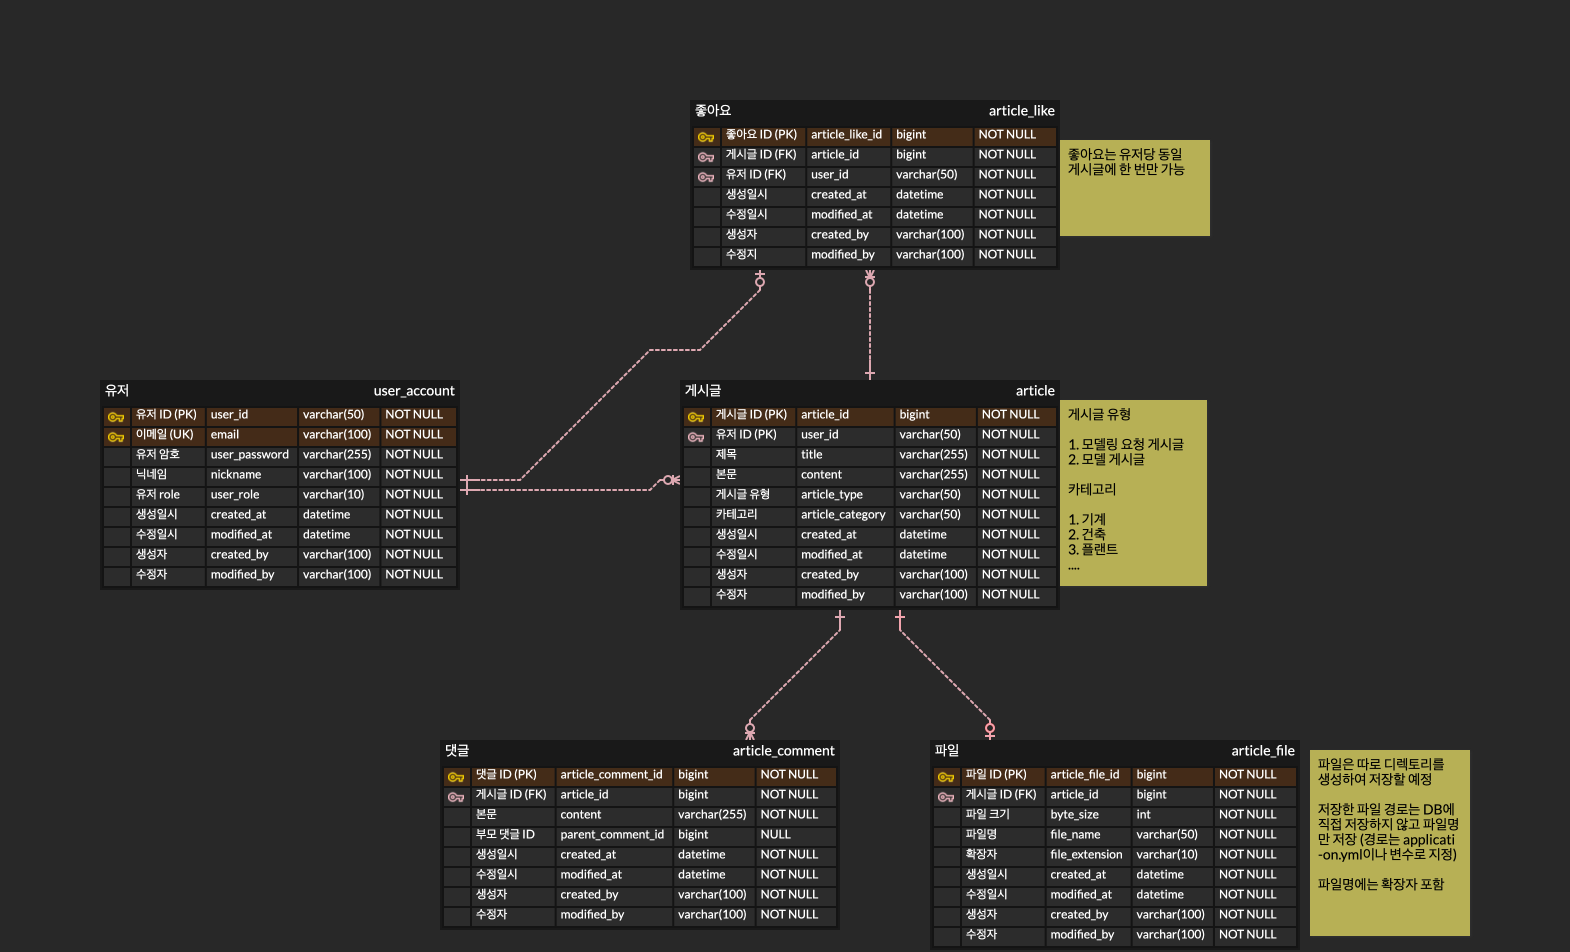 좋아요 article_like
좋아요 ID (PK) article_like_id bigint NOT NULL
게시글 ID (FK) article_id bigint NOT NULL
유저 ID (FK) user_id varchar(50) NOT NULL
생성일시 created_at datetime NOT NULL
수정일시 modified_at datetime NOT NULL
생성자 created_by varchar(100) NOT NULL
수정지 modified_by varchar(100) NOT NULL
좋아요는 유저당 동일
게시글에 한 번만 가능
유저 user_account
유저 ID (PK) user_id varchar(50) NOT NULL
이메일 (UK) email varchar(100) NOT NULL
유저 암호 user_password varchar(255) NOT NULL
닉네임 nickname varchar(100) NOT NULL
유저 role user_role varchar(10) NOT NULL
생성일시 created_at datetime NOT NULL
수정일시 modified_at datetime NOT NULL
생성자 created_by varchar(100) NOT NULL
수정자 modified_by varchar(100) NOT NULL
게시글 article
게시글 ID (PK) article_id bigint NOT NULL
유저 ID (PK) user_id varchar(50) NOT NULL
제목 title varchar(255) NOT NULL
본문 content varchar(255) NOT NULL
게시글 유형 article_type varchar(50) NOT NULL
카테고리 article_category varchar(50) NOT NULL
생성일시 created_at datetime NOT NULL
수정일시 modified_at datetime NOT NULL
생성자 created_by varchar(100) NOT NULL
수정자 modified_by varchar(100) NOT NULL
게시글 유형
1. 모델링 요청 게시글
2. 모델 게시글
카테고리
1. 기계
2. 건축
3. 플랜트
....
댓글 article_comment
댓글 ID (PK) article_comment_id bigint NOT NULL
게시글 ID (FK) article_id bigint NOT NULL
본문 content varchar(255) NOT NULL
부모 댓글 ID parent_comment_id bigint NULL
생성일시 created_at datetime NOT NULL
수정일시 modified_at datetime NOT NULL
생성자 created_by varchar(100) NOT NULL
수정자 modified_by varchar(100) NOT NULL
파일 article_file
파일 ID (PK) article_file_id bigint NOT NULL
게시글 ID (FK) article_id bigint NOT NULL
파일 크기 byte_size int NOT NULL
파일명 file_name varchar(50) NOT NULL
확장자 file_extension varchar(10) NOT NULL
생성일시 created_at datetime NOT NULL
수정일시 modified_at datetime NOT NULL
생성자 created_by varchar(100) NOT NULL
수정자 modified_by varchar(100) NOT NULL
파일은 따로 디렉토리를
생성하여 저장할 예정
저장한 파일 경로는 DB에
직접 저장하지 않고 파일명
만 저장 (경로는 applicati
-on.yml이나 변수로 지정)
파일명에는 확장자 포함